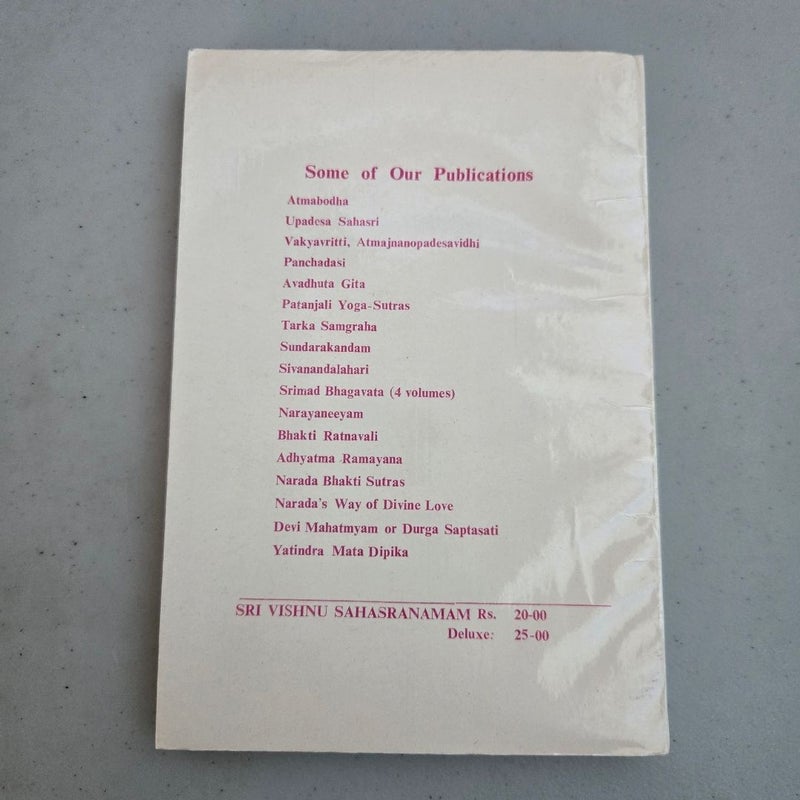 Some of Our Publications
Atmabodha
Upadesa Sahasri
Vakyavritti, Atmajnanopadesavidhi
Panchadasi
Avadhuta Gita
Patanjali Yoga-Sutras
Tarka Samgraha
Sundarakandam
Sivanandalahari
Srimad Bhagavata (4 volumes)
Narayaneeyam
Bhakti Ratnavali
Adhyatma Ramayana
Narada Bhakti Sutras
Narada's Way of Divine Love
Devi Mahatmyam or Durga Saptasati
Yatindra Mata Dipika
SRI VISHNU SAHASRANAMAM Rs. 20-00
Deluxe: 25-00